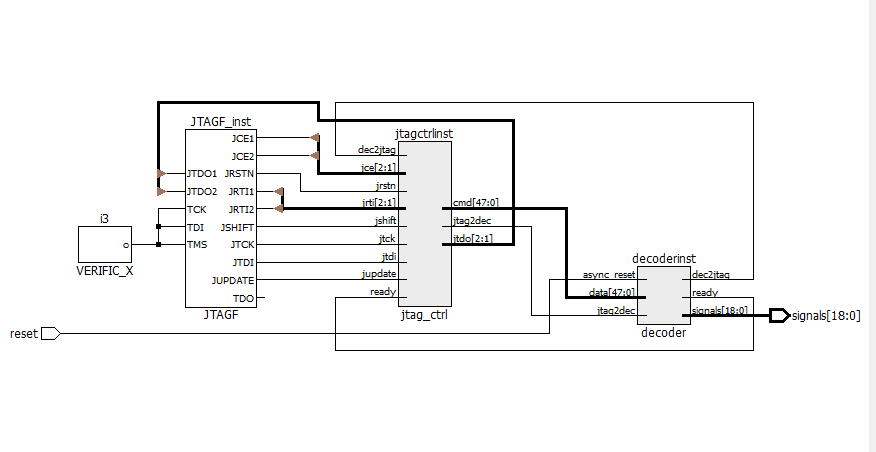 JTAGF_inst
JCE1
JCE2
JTDO1 JRSTN
JTDO2 JRTI1
TCK JRTI2
TDI JSHIFT
TMS JTCK
JTDI
JUPDATE
TDO
JTAGF
i3
o
VERIFIC_X
reset
jtagctrlinst
dec2jtag
jce[2:1]
jrstn
jrti[2:1] cmd[47:0]
jshift jtag2dec
jtck jtdo[2:1]
jtdi
jupdate
ready
jtag_ctrl
decoderinst
async_reset dec2jtag
data[47:0] ready
jtag2dec signals[18:0]
decoder
signals[18:0]